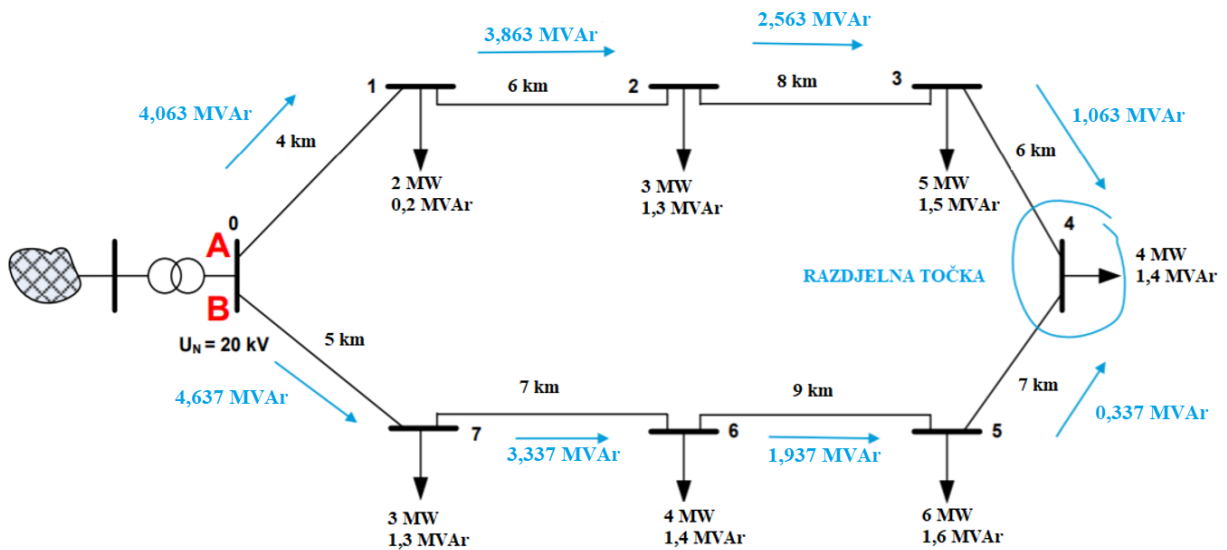 3,863 MVAr
2,563 MVAr
1
6 km
2
8 km
3
4,063 MVAr
4 km
1,063 MVAr
6 km
2 MW
0,2 MVAr
3 MW
1,3 MVAr
5 MW
1,5 MVAr
0
A
B
U_N = 20 kV
RAZDJELNA TOČKA
4
4 MW
1,4 MVAr
5 km
4,637 MVAr
7 km
9 km
7 km
0,337 MVAr
7
3,337 MVAr
6
1,937 MVAr
5
3 MW
1,3 MVAr
4 MW
1,4 MVAr
6 MW
1,6 MVAr